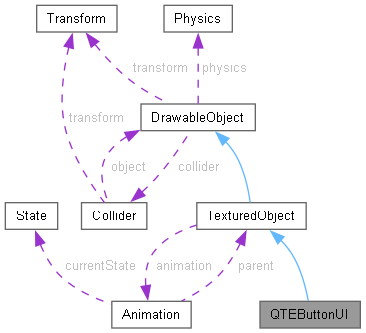 Transform
Physics
transform
physics
DrawableObject
transform
object
collider
State
Collider
TexturedObject
currentState
animation
parent
Animation
QTEButtonUI